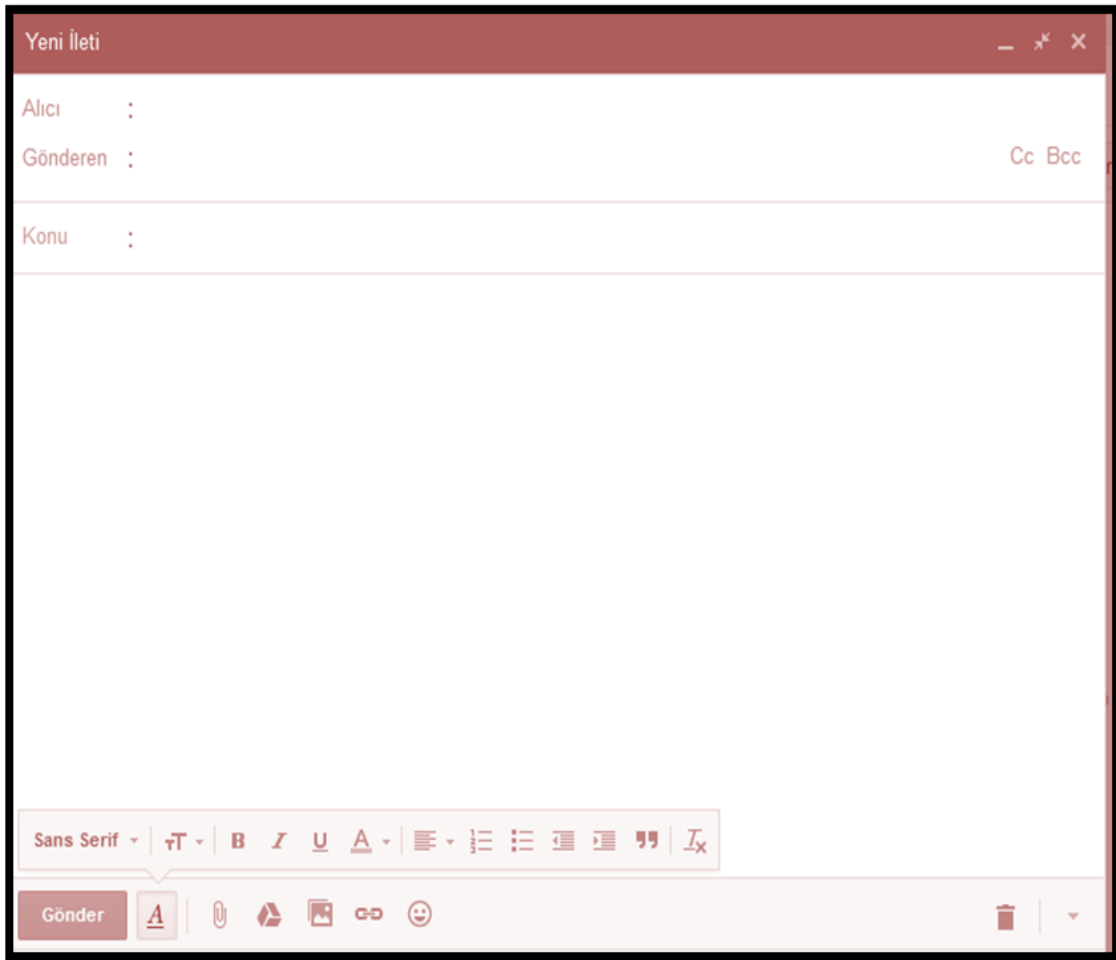 Yeni İleti
Alıcı :
Gönderen :
Cc Bcc
Konu :
Sans Serif
Gönder